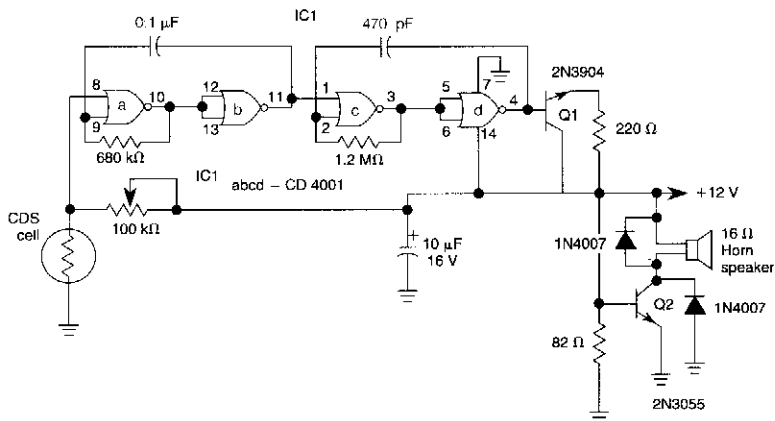 0.1 µF
IC1
470 pF
2N3904
8
9
a
10
12
13
b
11
1
2
c
3
5
6
d
7
4
14
Q1
680 kΩ
1.2 MΩ
220 Ω
IC1
abcd – CD 4001
+12 V
CDS
cell
100 kΩ
+
10 µF
16 V
1N4007
16 Ω
Horn
speaker
Q2
1N4007
82 Ω
2N3055